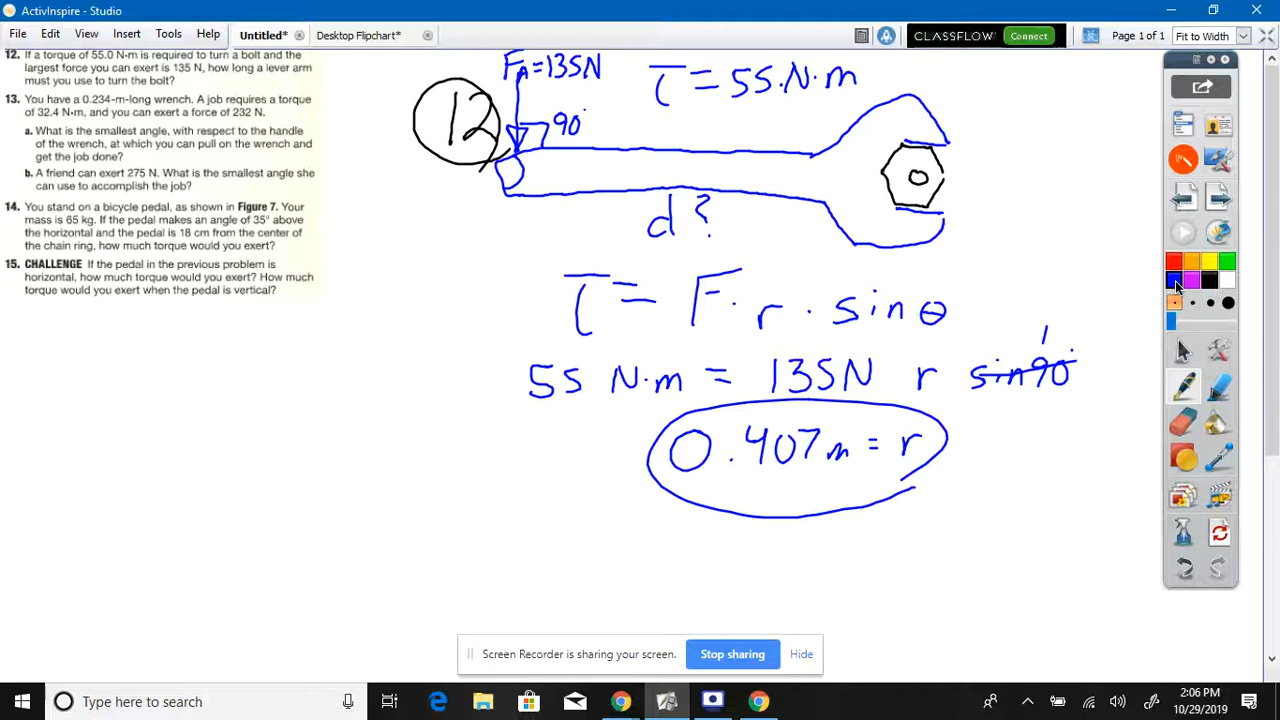 ActivInspire - Studio
File Edit View Insert Tools Help Untitled* Desktop Flipchart* CLASSFLOW Connect Page 1 of 1 Fit to Width
12. If a torque of 55.0 N•m is required to turn a bolt and the
largest force you can exert is 135 N, how long a lever arm
must you use to turn the bolt?
13. You have a 0.234-m-long wrench. A job requires a torque
of 32.4 N•m, and you can exert a force of 232 N.
a. What is the smallest angle, with respect to the handle
of the wrench, at which you can pull on the wrench and
get the job done?
b. A friend can exert 275 N. What is the smallest angle she
can use to accomplish the job?
14. You stand on a bicycle pedal, as shown in Figure 7. Your
mass is 65 kg. If the pedal makes an angle of 35° above
the horizontal and the pedal is 18 cm from the center of
the chain ring, how much torque would you exert?
15. CHALLENGE If the pedal in the previous problem is
horizontal, how much torque would you exert? How much
torque would you exert when the pedal is vertical?
12
F_A=135N
τ = 55.N·m
90°
d?
τ = F · r · sinθ
55 N·m = 135N r sin90°
1
0.407m = r
Screen Recorder is sharing your screen. Stop sharing Hide
Type here to search
2:06 PM
10/29/2019